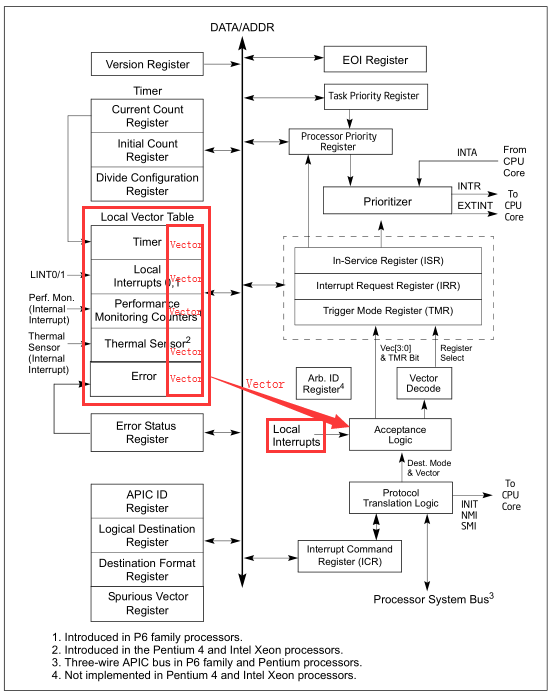 DATA/ADDR
Version Register
EOI Register
Timer
Task Priority Register
Current Count
Register
Initial Count
Register
Divide Configuration
Register
Processor Priority
Register
INTA
From
CPU
Core
Prioritizer
INTR
EXTINT
To
CPU
Core
Local Vector Table
Timer
Vector
LINT0/1
Local
Interrupts 0,1
Vector
Perf. Mon.
(Internal
Interrupt)
Performance
Monitoring Counters1
Vector
Thermal
Sensor
(Internal
Interrupt)
Thermal Sensor2
Vector
Error
Vector
In-Service Register (ISR)
Interrupt Request Register (IRR)
Trigger Mode Register (TMR)
Vec[3:0]
& TMR Bit
Register
Select
Arb. ID
Register4
Vector
Decode
Vector
Error Status
Register
Local
Interrupts
Acceptance
Logic
Dest. Mode
& Vector
Protocol
Translation Logic
INIT
NMI
SMI
To
CPU
Core
APIC ID
Register
Logical Destination
Register
Destination Format
Register
Spurious Vector
Register
Interrupt Command
Register (ICR)
Processor System Bus3
1. Introduced in P6 family processors.
2. Introduced in the Pentium 4 and Intel Xeon processors.
3. Three-wire APIC bus in P6 family and Pentium processors.
4. Not implemented in Pentium 4 and Intel Xeon processors.